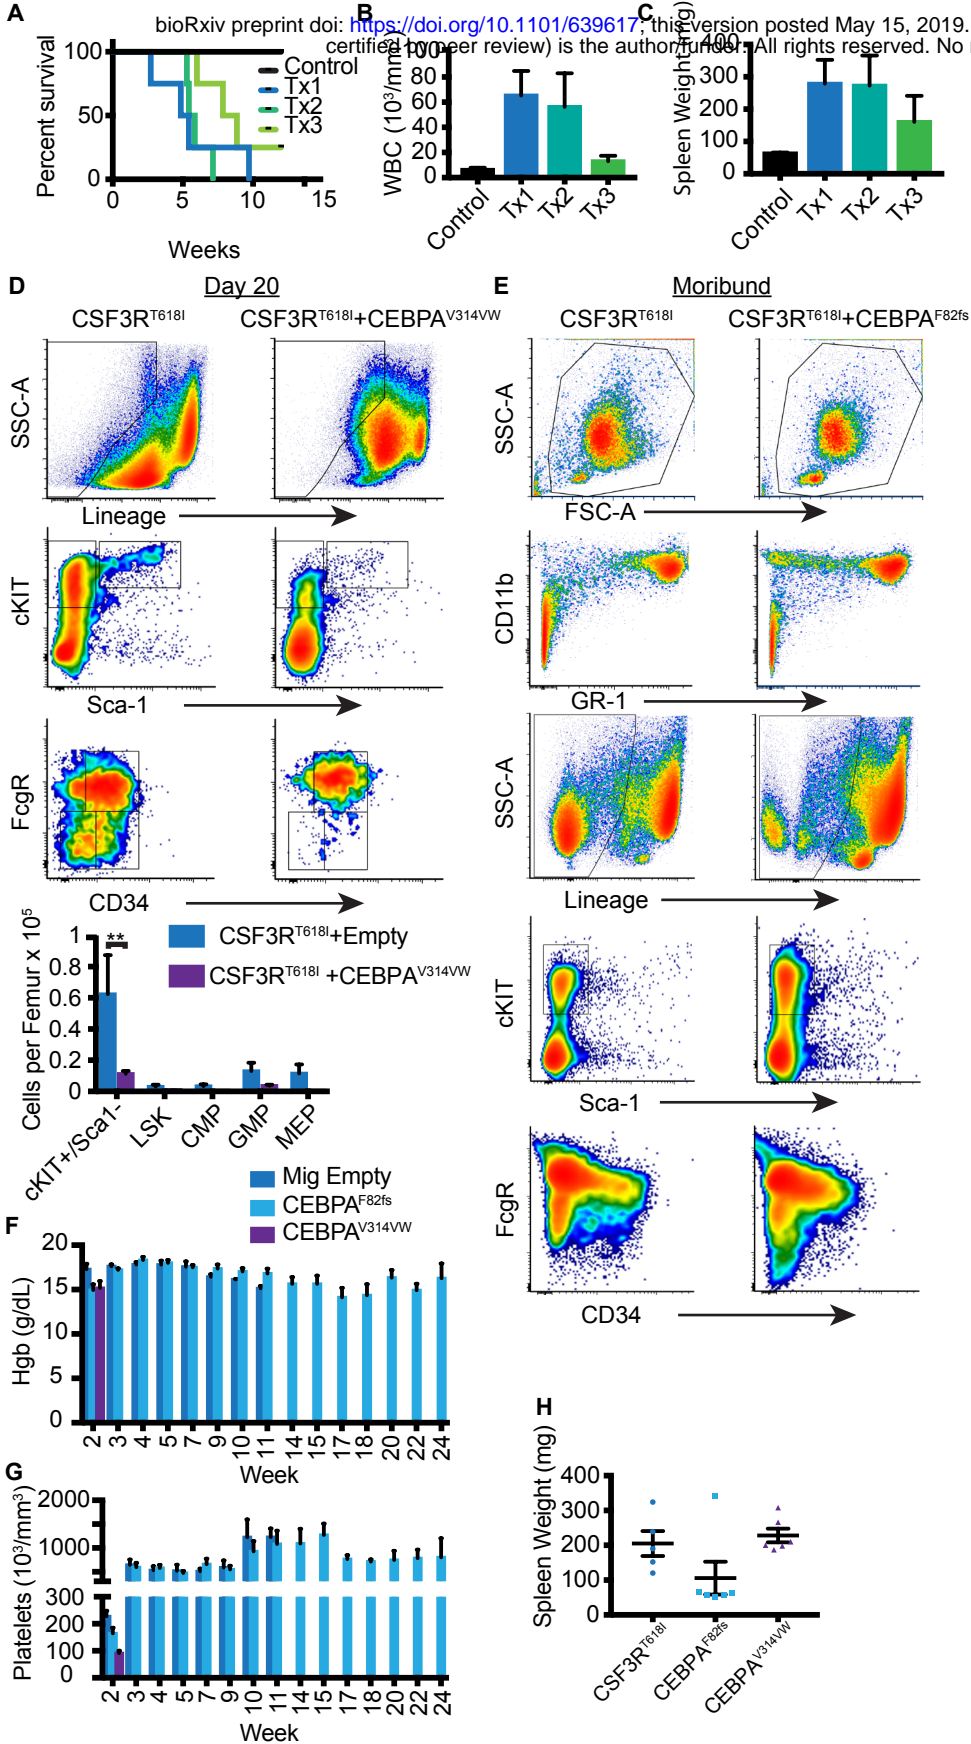 bioRxiv preprint doi: https://doi.org/10.1101/639617; this version posted May 15, 2019.
certified by peer review) is the author/funder. All rights reserved. No
A
Percent survival
100
50
0
0 5 10 15
Weeks
Control
Tx1
Tx2
Tx3
B
WBC (10³/mm³)
100
80
60
40
20
0
Control Tx1 Tx2 Tx3
C
Spleen Weight (mg)
400
300
200
100
0
Control Tx1 Tx2 Tx3
D
Day 20
CSF3R^T618I CSF3R^T618I+CEBPA^V314VW
SSC-A
Lineage
cKIT
Sca-1
FcgR
CD34
Cells per Femur x 10⁵
1
0.8
0.6
0.4
0.2
0
**
CSF3R^T618I+Empty
CSF3R^T618I +CEBPA^V314VW
cKIT+/Sca1- LSK CMP GMP MEP
E
Moribund
CSF3R^T618I CSF3R^T618I+CEBPA^F82fs
SSC-A
FSC-A
CD11b
GR-1
SSC-A
Lineage
cKIT
Sca-1
FcgR
CD34
Mig Empty
CEBPA^F82fs
CEBPA^V314VW
F
Hgb (g/dL)
20
15
10
5
0
2 3 4 5 7 9 10 11 14 15 17 18 20 22 24
Week
G
Platelets (10³/mm³)
2000
1000
300
200
100
0
2 3 4 5 7 9 10 11 14 15 17 18 20 22 24
Week
H
Spleen Weight (mg)
400
300
200
100
0
CSF3R^T618I CEBPA^F82fs CEBPA^V314VW